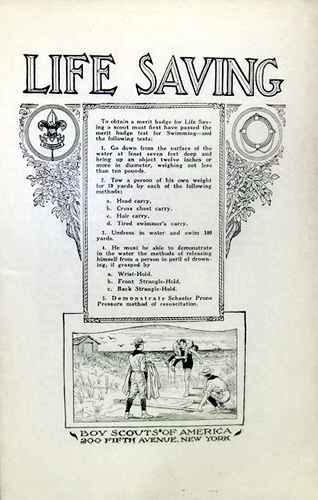 LIFE SAVING
To obtain a merit badge for Life Sav-
ing a scout must first have passed the
merit badge test for Swimming—and
the following tests:
1. Go down from the surface of the
water at least seven feet deep and
bring up an object twelve inches or
more in diameter, weighing not less
than ten pounds.
2. Tow a person of his own weight
for 10 yards by each of the following
methods:
a. Head carry.
b. Cross chest carry.
c. Hair carry.
d. Tired swimmer's carry.
3. Undress in water and swim 100
yards.
4. He must be able to demonstrate
in the water the methods of releasing
himself from a person in peril of drown-
ing, if grasped by
a. Wrist-Hold.
b. Front Strangle-Hold.
c. Back Strangle-Hold.
5. Demonstrate Schaefer Prone
Pressure method of resuscitation.
BOY SCOUTS OF AMERICA
200 FIFTH AVENUE, NEW YORK